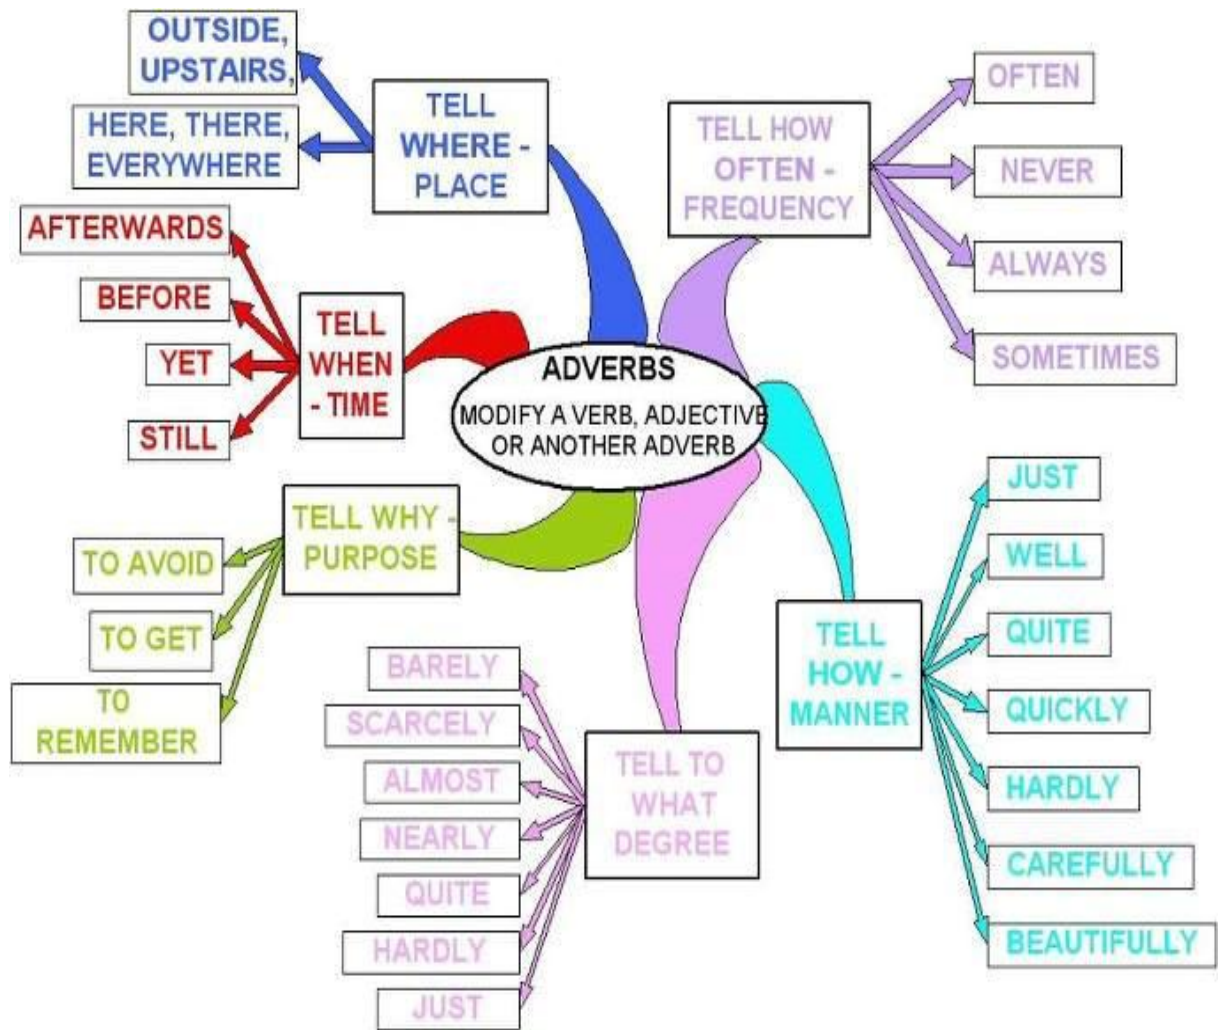 ADVERBS
MODIFY A VERB, ADJECTIVE
OR ANOTHER ADVERB
TELL
WHERE -
PLACE
OUTSIDE,
UPSTAIRS,
HERE, THERE,
EVERYWHERE
TELL HOW
OFTEN -
FREQUENCY
OFTEN
NEVER
ALWAYS
SOMETIMES
TELL
WHEN
- TIME
AFTERWARDS
BEFORE
YET
STILL
TELL WHY -
PURPOSE
TO AVOID
TO GET
TO
REMEMBER
TELL TO
WHAT
DEGREE
BARELY
SCARCELY
ALMOST
NEARLY
QUITE
HARDLY
JUST
TELL
HOW -
MANNER
JUST
WELL
QUITE
QUICKLY
HARDLY
CAREFULLY
BEAUTIFULLY